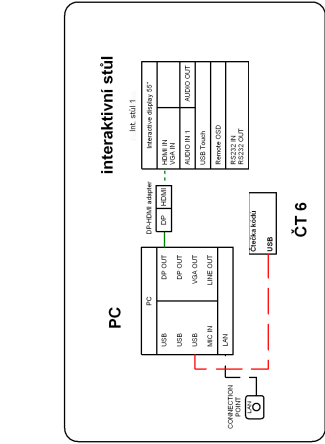 interaktivní stůl
Int. stůl 1
Interactive display 55"
HDMI IN
VGA IN
AUDIO IN 1
AUDIO OUT
USB Touch
Remote OSD
RS232 IN
RS232 OUT
DP-HDMI adapter
DP
HDMI
PC
PC
USB
DP OUT
USB
DP OUT
USB
VGA OUT
MIC IN
LINE OUT
LAN
Čtečka kódů
USB
ČT 6
CONNECTION
POINT
LAN